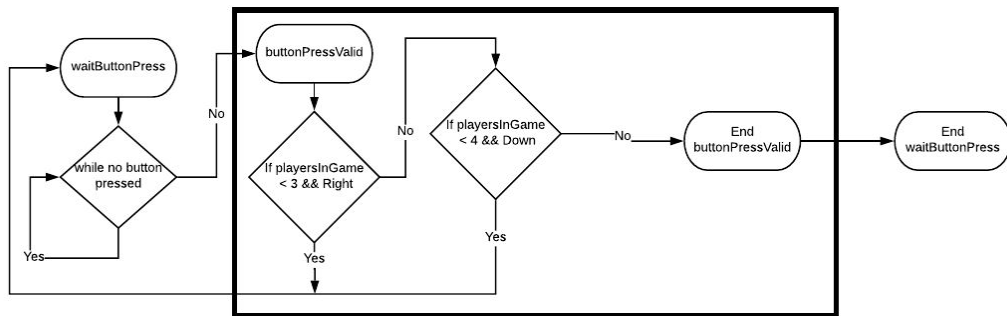 waitButtonPress
while no button
pressed
Yes
No
buttonPressValid
If playersInGame
< 3 && Right
Yes
No
If playersInGame
< 4 && Down
Yes
No
End
buttonPressValid
End
waitButtonPress